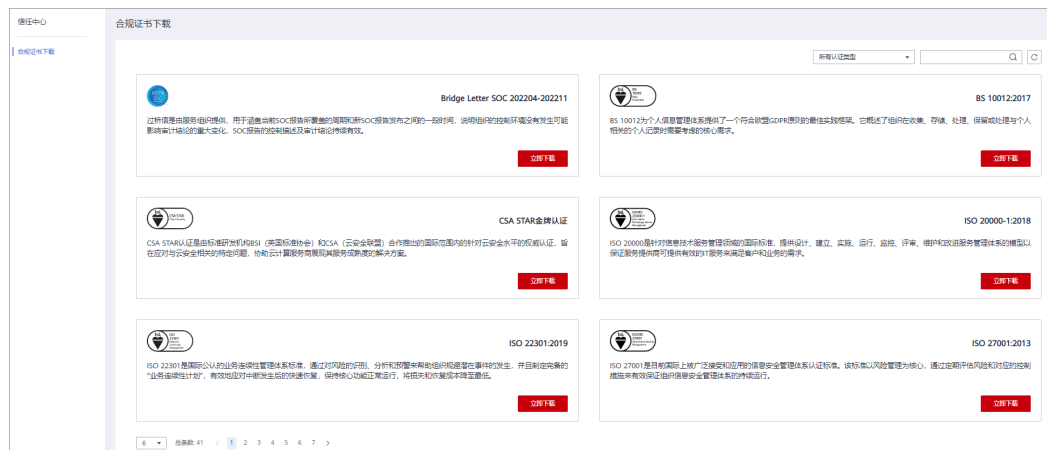 信任中心
合规证书下载
合规证书下载
所有认证类型
Bridge Letter SOC 202204-202211
过桥信是由服务组织提供，用于涵盖当前SOC报告所覆盖的周期和新SOC报告发布之间的一段时间，说明组织的控制环境没有发生可能
影响审计结论的重大变化，SOC报告的控制描述及审计结论持续有效。
立即下载
BS 10012:2017
BS 10012为个人信息管理体系提供了一个符合欧盟GDPR原则的最佳实践框架。它概述了组织在收集、存储、处理、保留或处理与个人
相关的个人记录时需要考虑的核心需求。
立即下载
CSA STAR金牌认证
CSA STAR认证是由标准研发机构BSI（英国标准协会）和CSA（云安全联盟）合作推出的国际范围内的针对云安全水平的权威认证，旨
在应对与云安全相关的特定问题，协助云计算服务商展现其服务成熟度的解决方案。
立即下载
ISO 20000-1:2018
ISO 20000是针对信息技术服务管理领域的国际标准，提供设计、建立、实施、运行、监控、评审、维护和改进服务管理体系的模型以
保证服务提供商可提供有效的IT服务来满足客户和业务的需求。
立即下载
ISO 22301:2019
ISO 22301是国际公认的业务连续性管理体系标准，通过对风险的识别、分析和预警来帮助组织规避潜在事件的发生，并且制定完备的
“业务连续性计划”，有效地应对中断发生后的快速恢复，保持核心功能正常运行，将损失和恢复成本降至最低。
立即下载
ISO 27001:2013
ISO 27001是目前国际上被广泛接受和应用的信息安全管理体系认证标准。该标准以风险管理为核心，通过定期评估风险和对应的控制
措施来有效保证组织信息安全管理体系的持续运行。
立即下载
6 总条数: 41 < 1 2 3 4 5 6 7 >